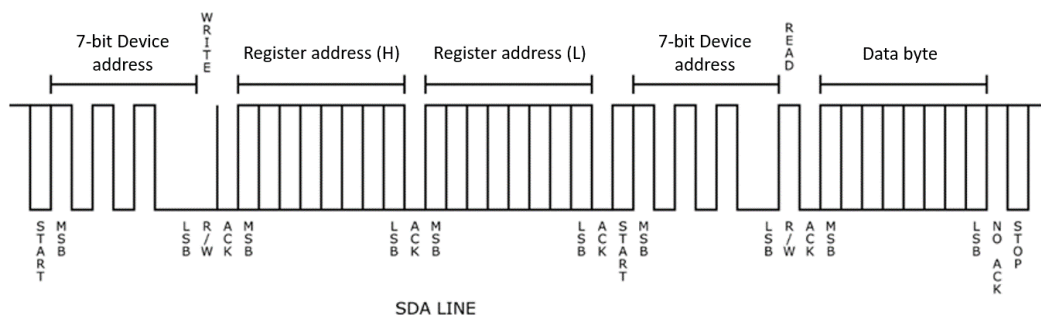 WRITE
7-bit Device
address
Register address (H)
Register address (L)
7-bit Device
address
READ
Data byte
START
MSB
LSB
R/W
ACK
MSB
LSB
ACK
MSB
LSB
ACK
START
MSB
LSB
R/W
ACK
MSB
LSB
NO ACK
STOP
SDA LINE